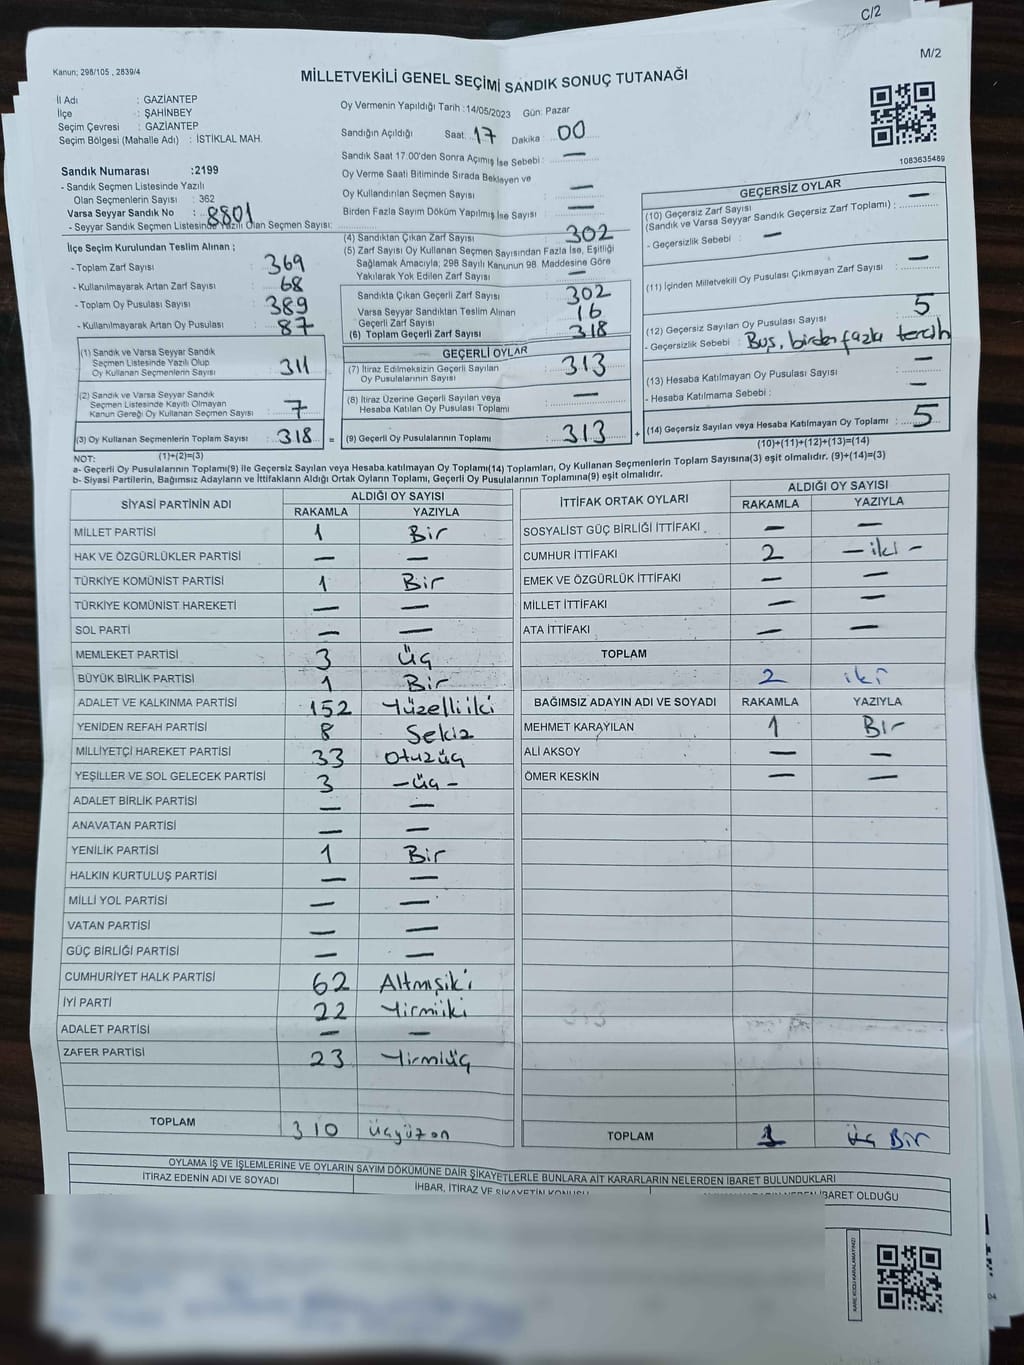 C/2
M/2
Kanun; 298/105 , 2839/4
MİLLETVEKİLİ GENEL SEÇİMİ SANDIK SONUÇ TUTANAĞI
İl Adı : GAZİANTEP
İlçe : ŞAHİNBEY
Seçim Çevresi : GAZİANTEP
Seçim Bölgesi (Mahalle Adı) : İSTİKLAL MAH.
Oy Vermenin Yapıldığı Tarih :14/05/2023 Gün: Pazar
Sandığın Açıldığı Saat: 17 Dakika : 00
Sandık Saat 17.00'den Sonra Açımış İse Sebebi : —
Oy Verme Saati Bitiminde Sırada Bekleyen ve
Oy Kullandırılan Seçmen Sayısı —
Birden Fazla Sayım Döküm Yapılmış İse Sayısı : —
1083635469
Sandık Numarası :2199
- Sandık Seçmen Listesinde Yazılı
Olan Seçmenlerin Sayısı : 362
Varsa Seyyar Sandık No : 8801
- Seyyar Sandık Seçmen Listesinde Yazılı Olan Seçmen Sayısı:
İlçe Seçim Kurulundan Teslim Alınan ;
- Toplam Zarf Sayısı : 369
- Kullanılmayarak Artan Zarf Sayısı : 68
- Toplam Oy Pusulası Sayısı : 389
- Kullanılmayarak Artan Oy Pusulası : 87
(1) Sandık ve Varsa Seyyar Sandık
Seçmen Listesinde Yazılı Olup
Oy Kullanan Seçmenlerin Sayısı : 311
(2) Sandık ve Varsa Seyyar Sandık
Seçmen Listesinde Kayıtlı Olmayan
Kanun Gereği Oy Kullanan Seçmen Sayısı : 7
(3) Oy Kullanan Seçmenlerin Toplam Sayısı : 318 =
(4) Sandıktan Çıkan Zarf Sayısı 302
(5) Zarf Sayısı Oy Kullanan Seçmen Sayısından Fazla İse, Eşitliği
Sağlamak Amacıyla; 298 Sayılı Kanunun 98. Maddesine Göre
Yakılarak Yok Edilen Zarf Sayısı —
Sandıkta Çıkan Geçerli Zarf Sayısı : 302
Varsa Seyyar Sandıktan Teslim Alınan
Geçerli Zarf Sayısı : 16
(6) Toplam Geçerli Zarf Sayısı : 318
GEÇERLİ OYLAR
(7) İtiraz Edilmeksizin Geçerli Sayılan
Oy Pusulalarının Sayısı : 313
(8) İtiraz Üzerine Geçerli Sayılan veya
Hesaba Katılan Oy Pusulası Toplamı : —
(9) Geçerli Oy Pusulalarının Toplamı : 313 +
GEÇERSİZ OYLAR
(10) Geçersiz Zarf Sayısı
(Sandık ve Varsa Seyyar Sandık Geçersiz Zarf Toplamı) : —
- Geçersizlik Sebebi : —
(11) İçinden Milletvekili Oy Pusulası Çıkmayan Zarf Sayısı : —
(12) Geçersiz Sayılan Oy Pusulası Sayısı : 5
- Geçersizlik Sebebi : Boş, birden fazla tercih
(13) Hesaba Katılmayan Oy Pusulası Sayısı : —
- Hesaba Katılmama Sebebi : —
(14) Geçersiz Sayılan veya Hesaba Katılmayan Oy Toplamı : 5
NOT: (1)+(2)=(3) (10)+(11)+(12)+(13)=(14)
a- Geçerli Oy Pusulalarının Toplamı(9) ile Geçersiz Sayılan veya Hesaba katılmayan Oy Toplamı(14) Toplamları, Oy Kullanan Seçmenlerin Toplam Sayısına(3) eşit olmalıdır. (9)+(14)=(3)
b- Siyasi Partilerin, Bağımsız Adayların ve İttifakların Aldığı Ortak Oyların Toplamı, Geçerli Oy Pusulalarının Toplamına(9) eşit olmalıdır.
SİYASİ PARTİNİN ADI ALDIĞI OY SAYISI
RAKAMLA YAZIYLA
MİLLET PARTİSİ 1 Bir
HAK VE ÖZGÜRLÜKLER PARTİSİ — —
TÜRKİYE KOMÜNİST PARTİSİ 1 Bir
TÜRKİYE KOMÜNİST HAREKETİ — —
SOL PARTİ — —
MEMLEKET PARTİSİ 3 Üç
BÜYÜK BİRLİK PARTİSİ 1 Bir
ADALET VE KALKINMA PARTİSİ 152 Yüzelliiki
YENİDEN REFAH PARTİSİ 8 Sekiz
MİLLİYETÇİ HAREKET PARTİSİ 33 Otuzüç
YEŞİLLER VE SOL GELECEK PARTİSİ 3 -üç-
ADALET BİRLİK PARTİSİ — —
ANAVATAN PARTİSİ — —
YENİLİK PARTİSİ 1 Bir
HALKIN KURTULUŞ PARTİSİ — —
MİLLİ YOL PARTİSİ — —
VATAN PARTİSİ — —
GÜÇ BİRLİĞİ PARTİSİ — —
CUMHURİYET HALK PARTİSİ 62 Altmışiki
İYİ PARTİ 22 Yirmiiki
ADALET PARTİSİ — —
ZAFER PARTİSİ 23 Yirmiüç
TOPLAM 310 üçyüzon
İTTİFAK ORTAK OYLARI ALDIĞI OY SAYISI
RAKAMLA YAZIYLA
SOSYALİST GÜÇ BİRLİĞİ İTTİFAKI — —
CUMHUR İTTİFAKI 2 -iki-
EMEK VE ÖZGÜRLÜK İTTİFAKI — —
MİLLET İTTİFAKI — —
ATA İTTİFAKI — —
TOPLAM 2 iki
BAĞIMSIZ ADAYIN ADI VE SOYADI RAKAMLA YAZIYLA
MEHMET KARAYILAN 1 Bir
ALİ AKSOY — —
ÖMER KESKİN — —
TOPLAM 1 Bir
OYLAMA İŞ VE İŞLEMLERİNE VE OYLARIN SAYIM DÖKÜMÜNE DAİR ŞİKAYETLERLE BUNLARA AİT KARARLARIN NELERDEN İBARET BULUNDUKLARI
İTİRAZ EDENİN ADI VE SOYADI İHBAR, İTİRAZ VE ŞİKAYETİN KONUSU İBARET OLDUĞU
KARE KODU KARALAMAYINIZ!